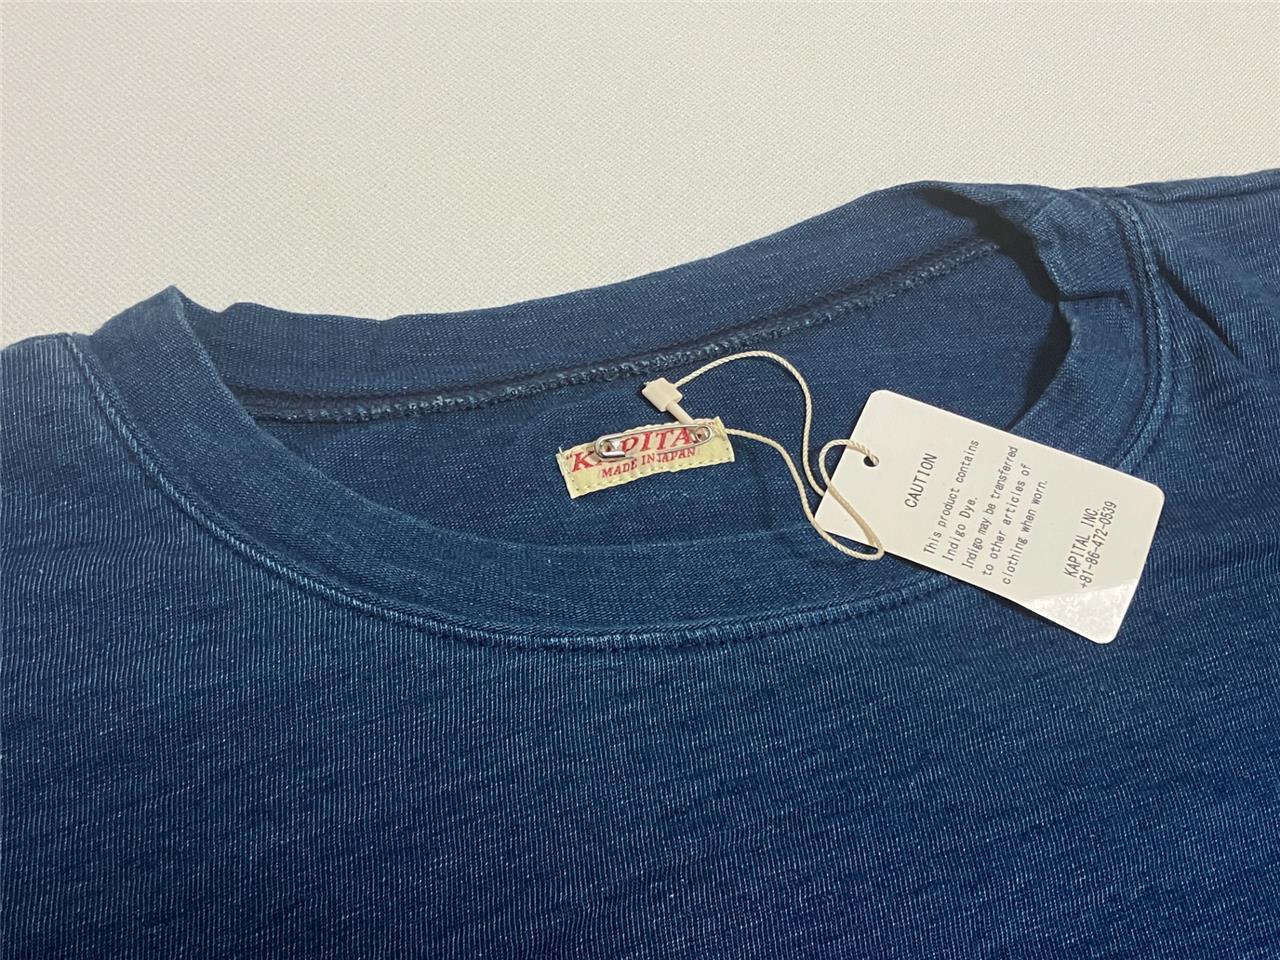 "KAPITAL"
MADE IN JAPAN
CAUTION
This product contains
Indigo Dye.
Indigo may be transferred
to other articles of
clothing when worn.
KAPITAL INC.
+81-86-472-0539